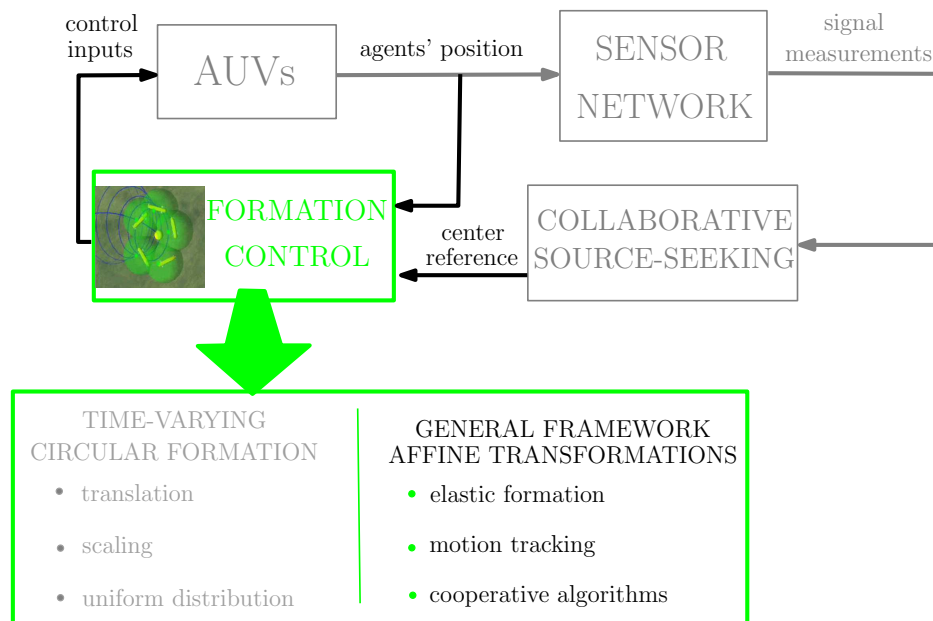 control
inputs
AUVs
agents' position
SENSOR
NETWORK
signal
measurements
FORMATION
CONTROL
center
reference
COLLABORATIVE
SOURCE-SEEKING
TIME-VARYING
CIRCULAR FORMATION
• translation
• scaling
• uniform distribution
GENERAL FRAMEWORK
AFFINE TRANSFORMATIONS
• elastic formation
• motion tracking
• cooperative algorithms